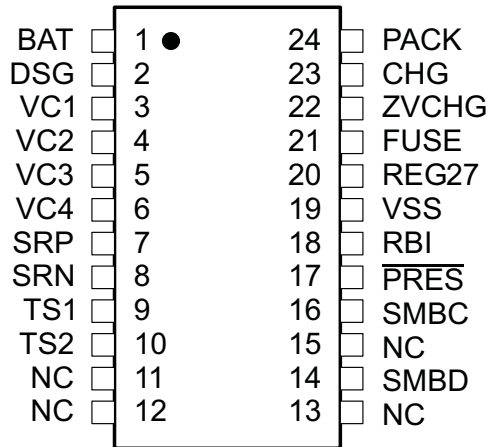 BAT 1 24 PACK
DSG 2 23 CHG
VC1 3 22 ZVCHG
VC2 4 21 FUSE
VC3 5 20 REG27
VC4 6 19 VSS
SRP 7 18 RBI
SRN 8 17 PRES
TS1 9 16 SMBC
TS2 10 15 NC
NC 11 14 SMBD
NC 12 13 NC